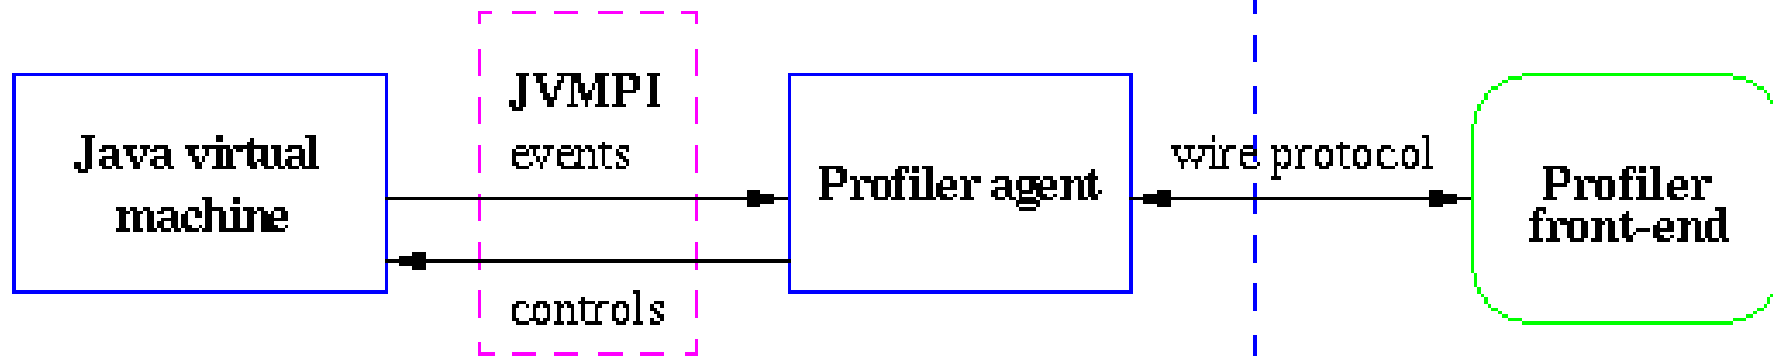 Java virtual
machine
JVMPI
events
controls
Profiler agent
wire protocol
Profiler
front-end